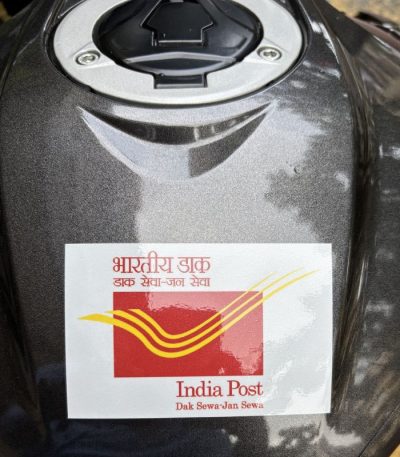 भारतीय डाक
डाक सेवा-जन सेवा
India Post
Dak Sewa-Jan Sewa